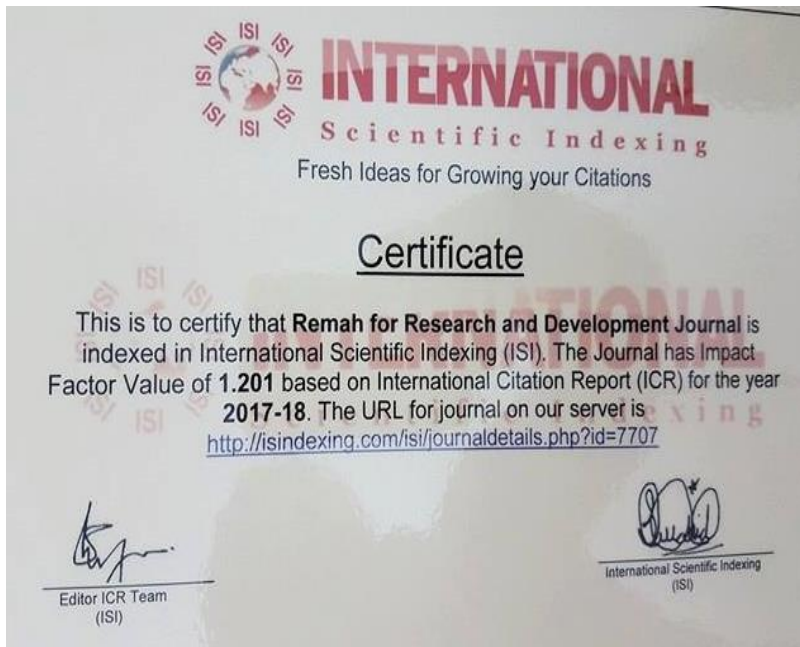 ISI ISI ISI ISI ISI ISI ISI ISI
INTERNATIONAL
Scientific Indexing
Fresh Ideas for Growing your Citations
Certificate
This is to certify that Remah for Research and Development Journal is
indexed in International Scientific Indexing (ISI). The Journal has Impact
Factor Value of 1.201 based on International Citation Report (ICR) for the year
2017-18. The URL for journal on our server is
http://isindexing.com/isi/journaldetails.php?id=7707
Editor ICR Team
(ISI)
International Scientific Indexing
(ISI)